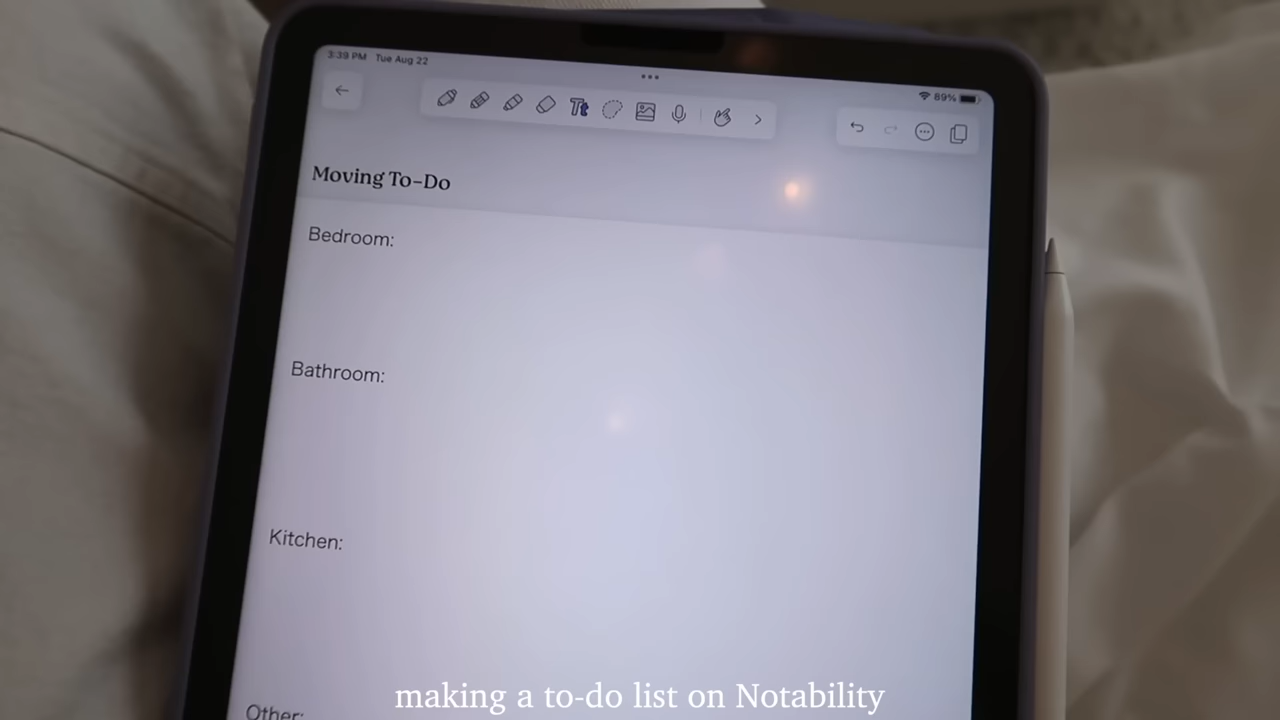 3:39 PM Tue Aug 22
89%
Tt
Moving To-Do
Bedroom:
Bathroom:
Kitchen:
Other:
making a to-do list on Notability